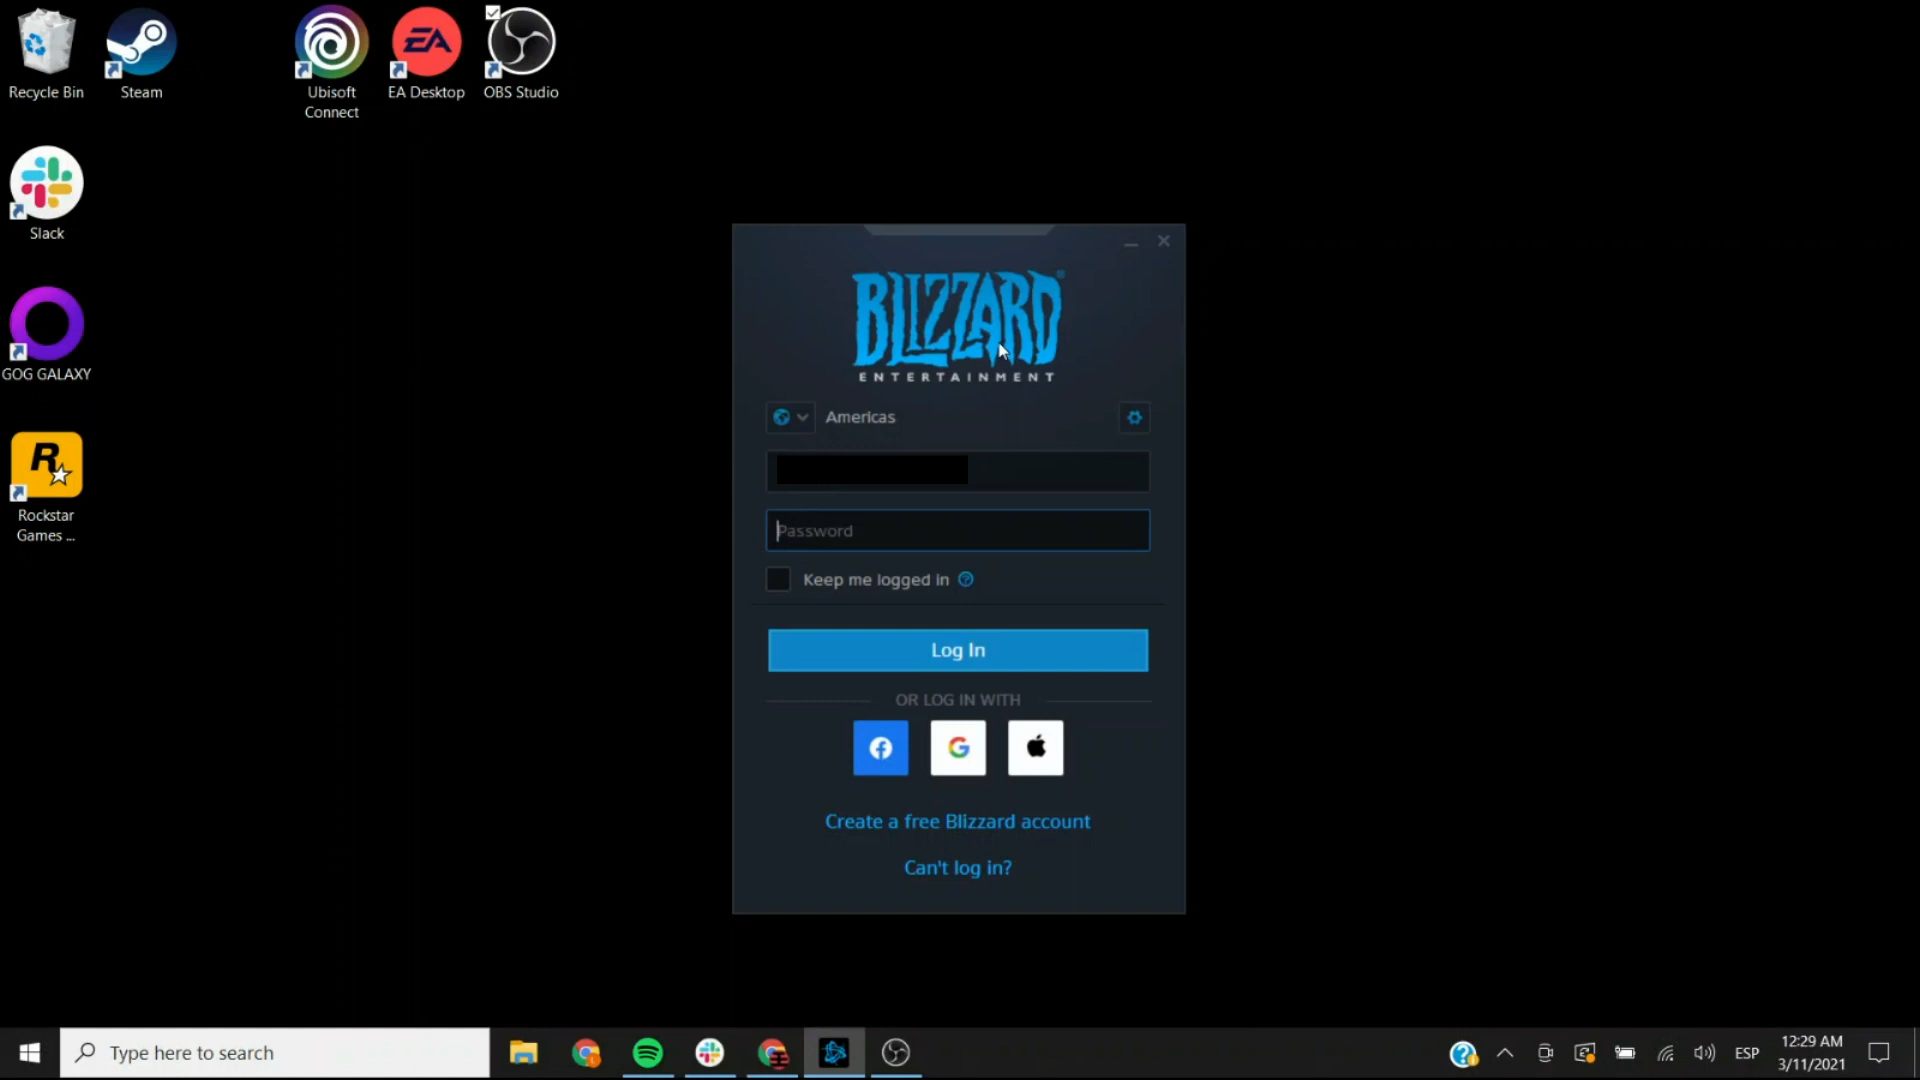 Recycle Bin
Steam
Ubisoft
Connect
EA
EA Desktop
OBS Studio
Slack
GOG GALAXY
R
Rockstar
Games ...
BLIZZARD®
ENTERTAINMENT
Americas
Password
Keep me logged in ?
Log In
OR LOG IN WITH
G
Create a free Blizzard account
Can't log in?
Type here to search
ESP
12:29 AM
3/11/2021